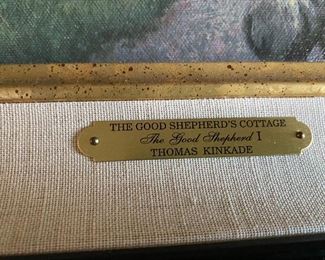 THE GOOD SHEPHERD'S COTTAGE
The Good Shepherd I
THOMAS KINKADE